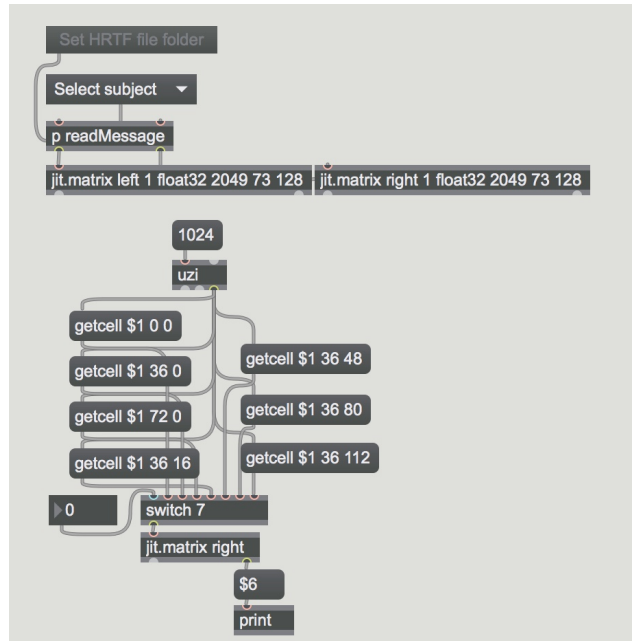 Set HRTF file folder
Select subject
p readMessage
jit.matrix left 1 float32 2049 73 128
jit.matrix right 1 float32 2049 73 128
1024
uzi
getcell $1 0 0
getcell $1 36 48
getcell $1 36 0
getcell $1 36 80
getcell $1 72 0
getcell $1 36 112
getcell $1 36 16
0
switch 7
jit.matrix right
$6
print